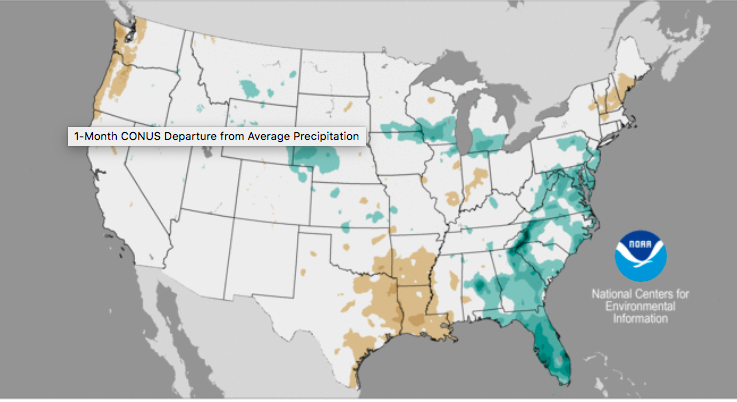 1-Month CONUS Departure from Average Precipitation
NOAA
National Centers for
Environmental
Information